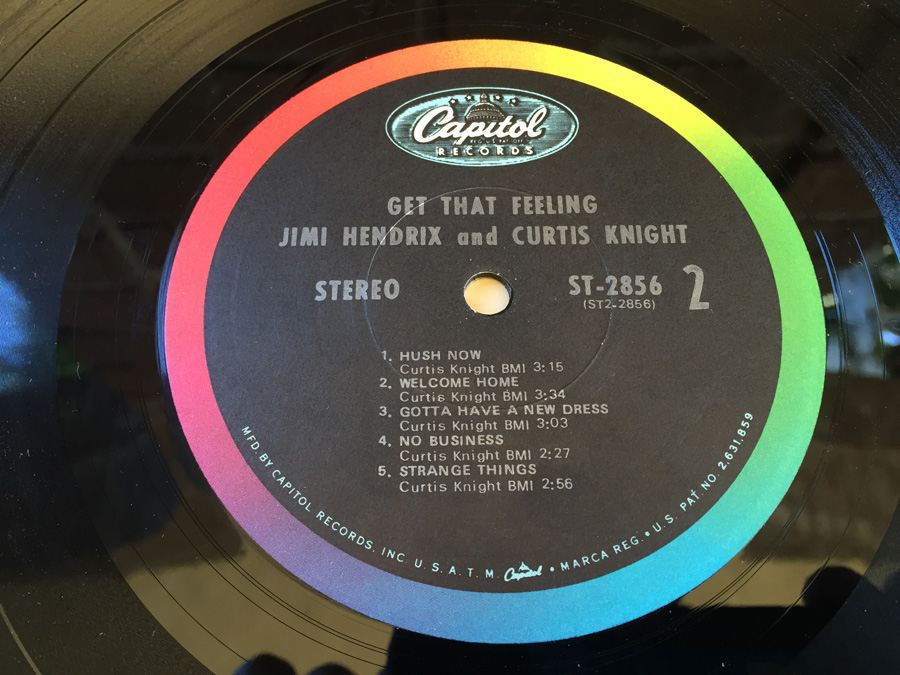 Capitol
REG. U.S. PAT. OFF.
RECORDS
GET THAT FEELING
JIMI HENDRIX and CURTIS KNIGHT
STEREO
ST-2856 2
(ST2-2856)
1. HUSH NOW
Curtis Knight BMI 3:15
2. WELCOME HOME
Curtis Knight BMI 3:34
3. GOTTA HAVE A NEW DRESS
Curtis Knight BMI 3:03
4. NO BUSINESS
Curtis Knight BMI 2:27
5. STRANGE THINGS
Curtis Knight BMI 2:56
MFD. BY CAPITOL RECORDS, INC. U. S. A. T. M. Capitol • MARCA REG. • U. S. PAT. NO. 2,631,859